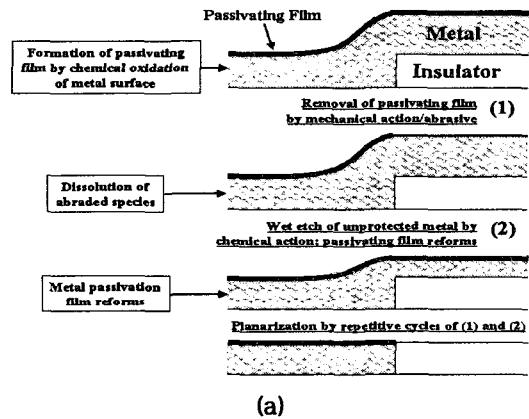 Passivating Film
Formation of passivating
film by chemical oxidation
of metal surface
Metal
Insulator
Removal of passivating film
by mechanical action/abrasive
(1)
Dissolution of
abraded species
Wet etch of unprotected metal by
chemical action; passivating film reforms
(2)
Metal passivation
film reforms
Planarization by repetitive cycles of (1) and (2)
(a)